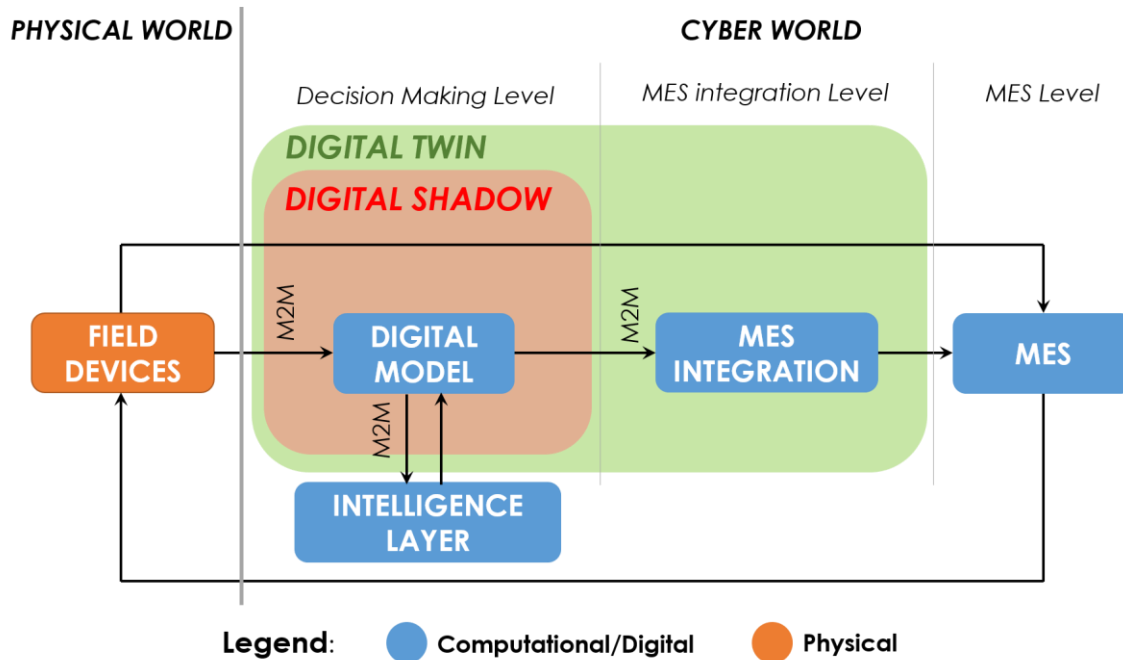 PHYSICAL WORLD
CYBER WORLD
Decision Making Level
MES integration Level
MES Level
DIGITAL TWIN
DIGITAL SHADOW
M2M
M2M
FIELD
DEVICES
DIGITAL
MODEL
MES
INTEGRATION
MES
M2M
INTELLIGENCE
LAYER
Legend:
Computational/Digital
Physical